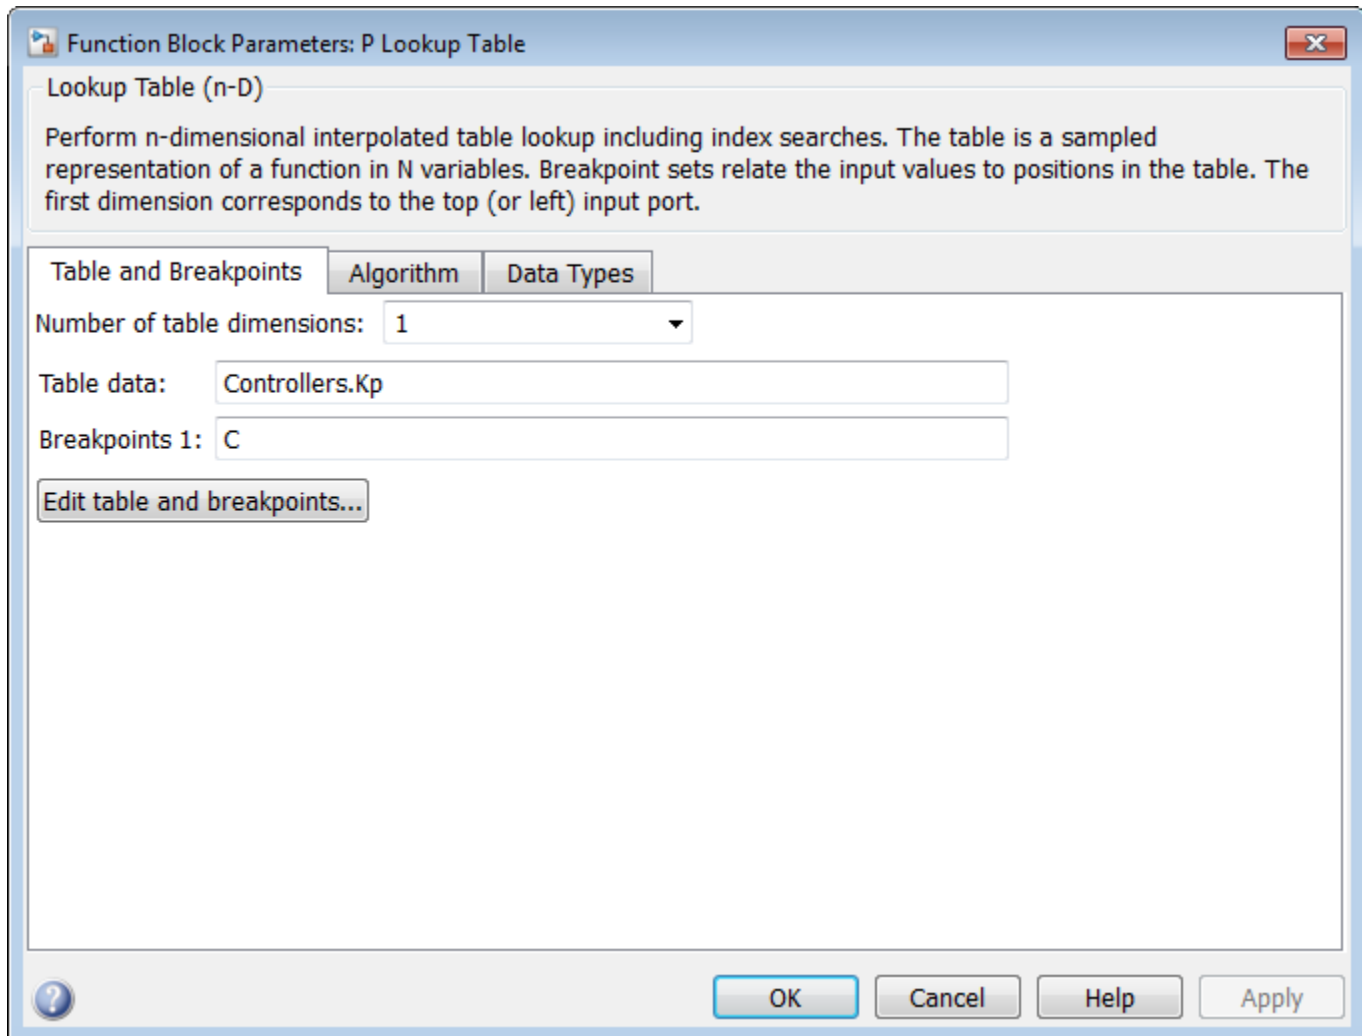 Function Block Parameters: P Lookup Table
Lookup Table (n-D)
Perform n-dimensional interpolated table lookup including index searches. The table is a sampled
representation of a function in N variables. Breakpoint sets relate the input values to positions in the table. The
first dimension corresponds to the top (or left) input port.
Table and Breakpoints Algorithm Data Types
Number of table dimensions: 1
Table data: Controllers.Kp
Breakpoints 1: C
Edit table and breakpoints...
? OK Cancel Help Apply